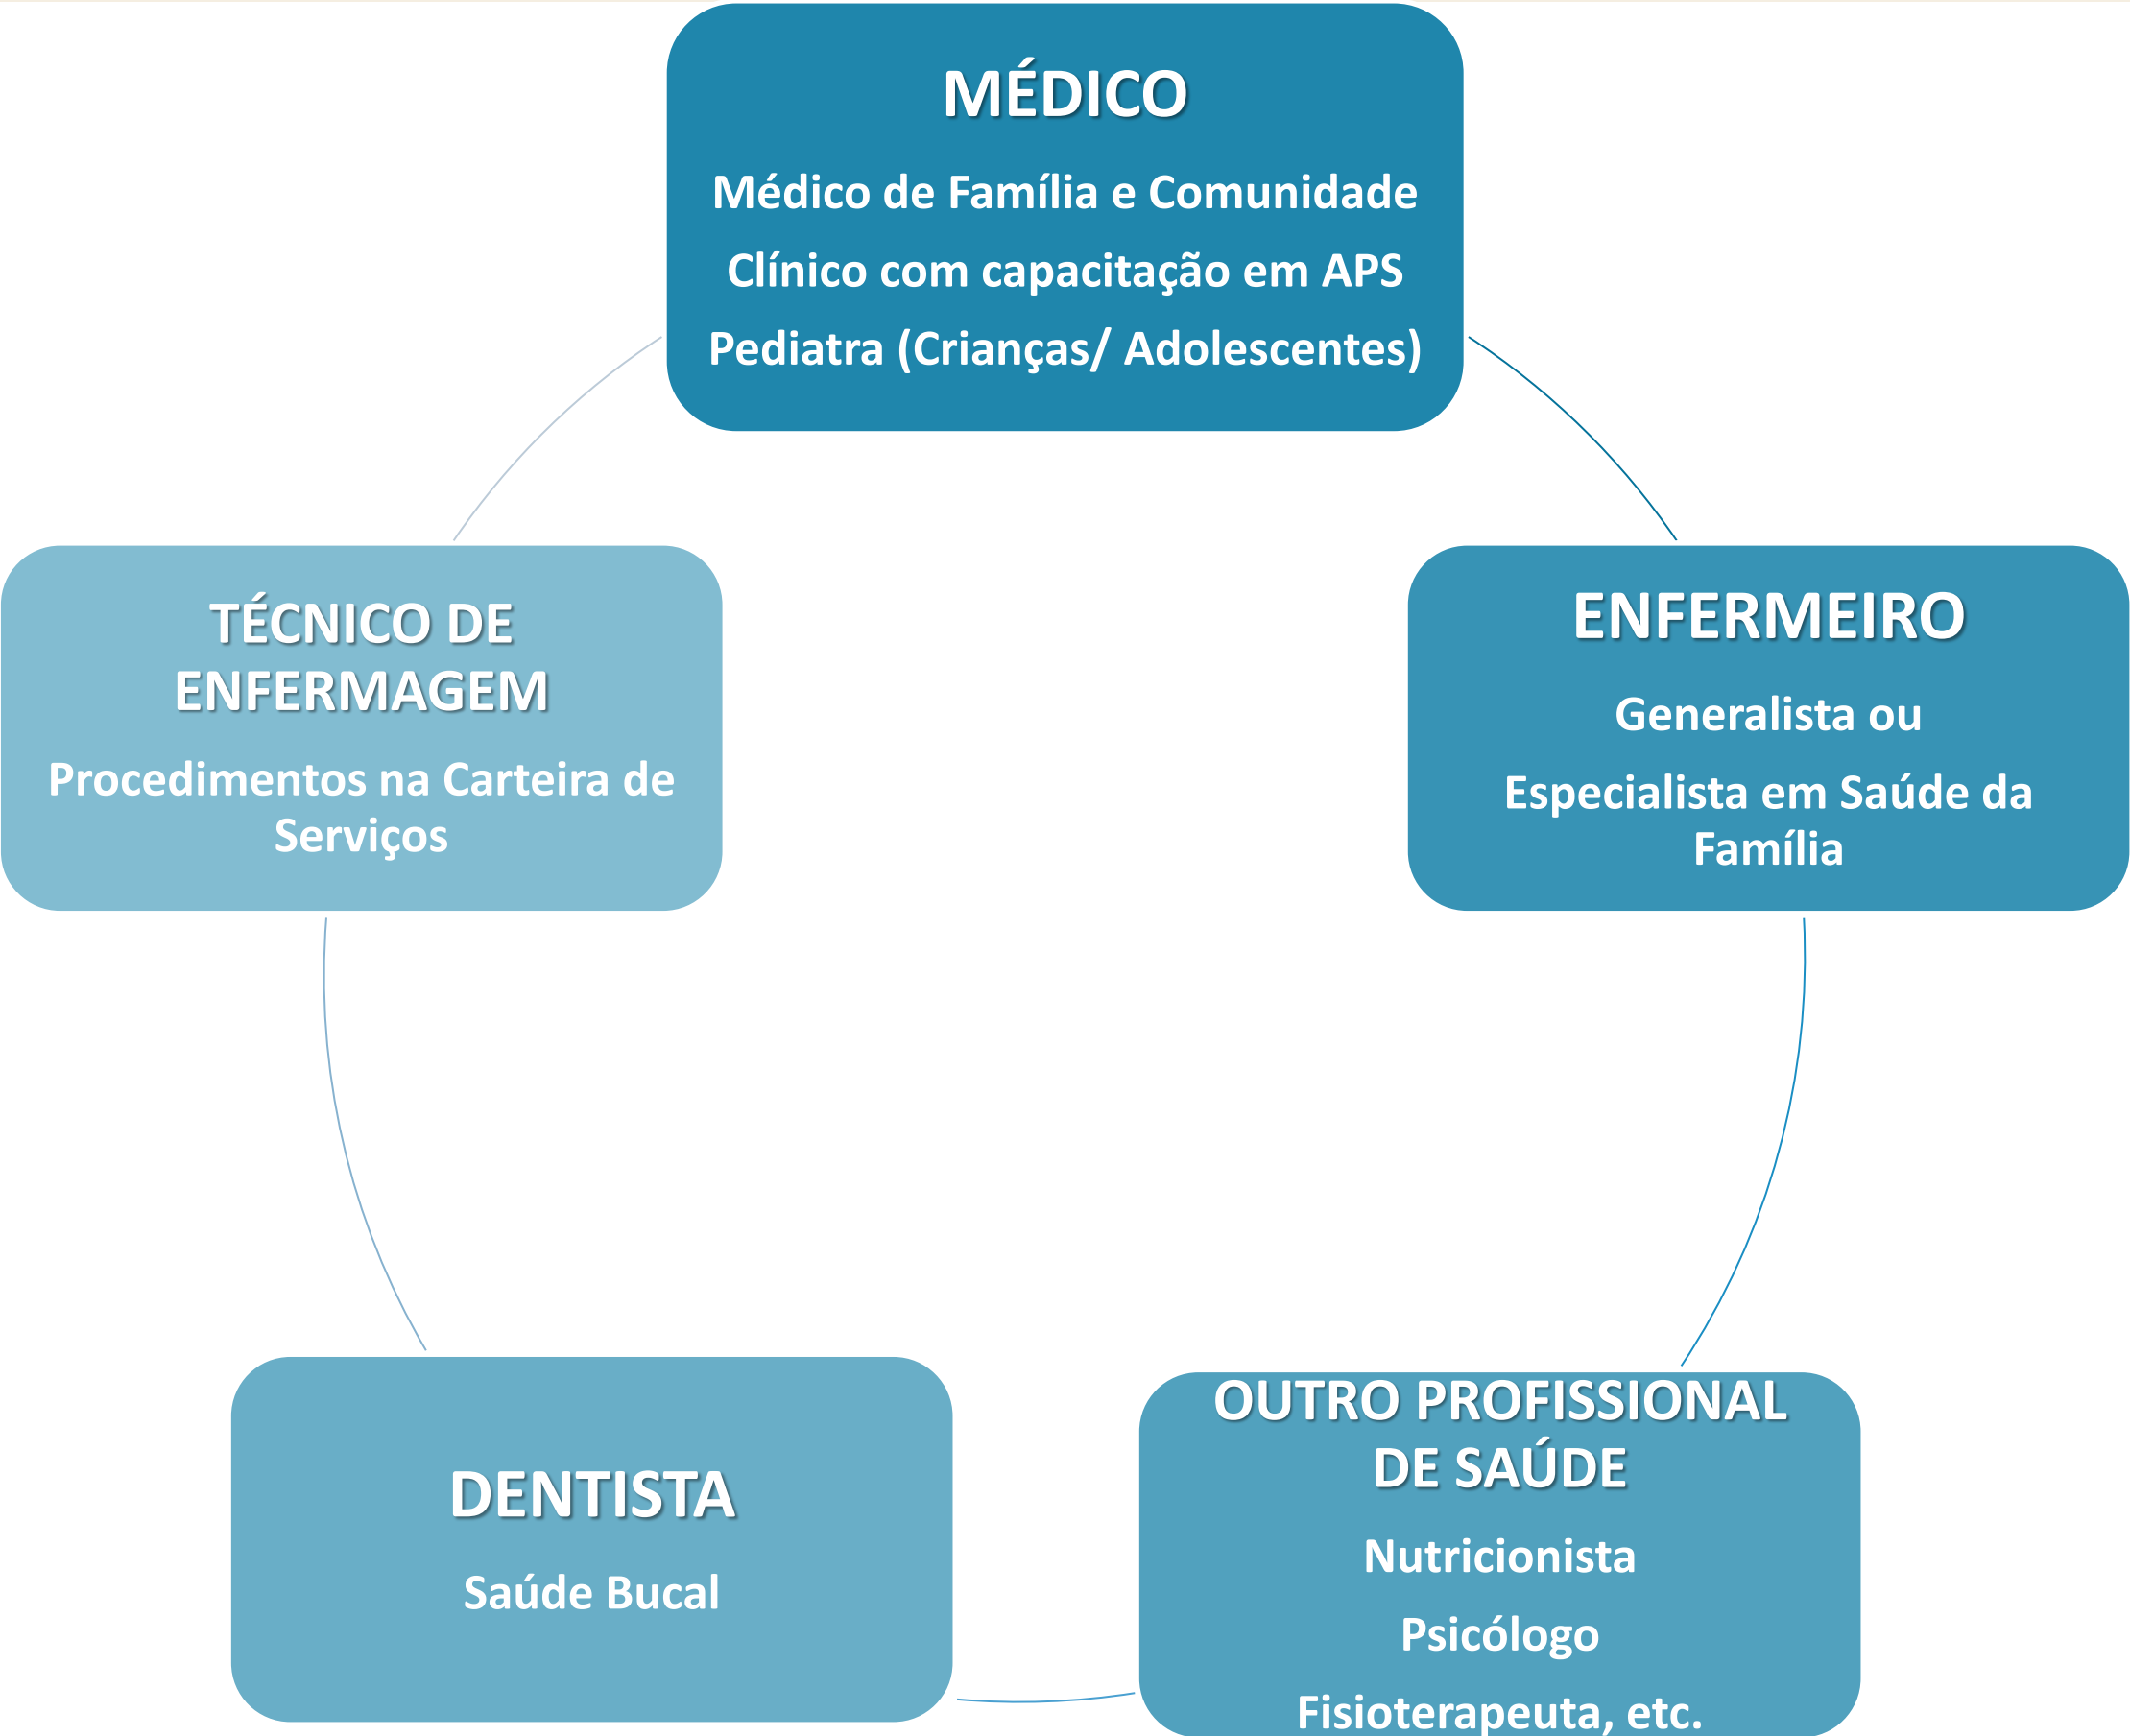 MÉDICO
Médico de Família e Comunidade
Clínico com capacitação em APS
Pediatra (Crianças/ Adolescentes)
ENFERMEIRO
Generalista ou
Especialista em Saúde da
Família
OUTRO PROFISSIONAL
DE SAÚDE
Nutricionista
Psicólogo
Fisioterapeuta, etc.
DENTISTA
Saúde Bucal
TÉCNICO DE
ENFERMAGEM
Procedimentos na Carteira de
Serviços